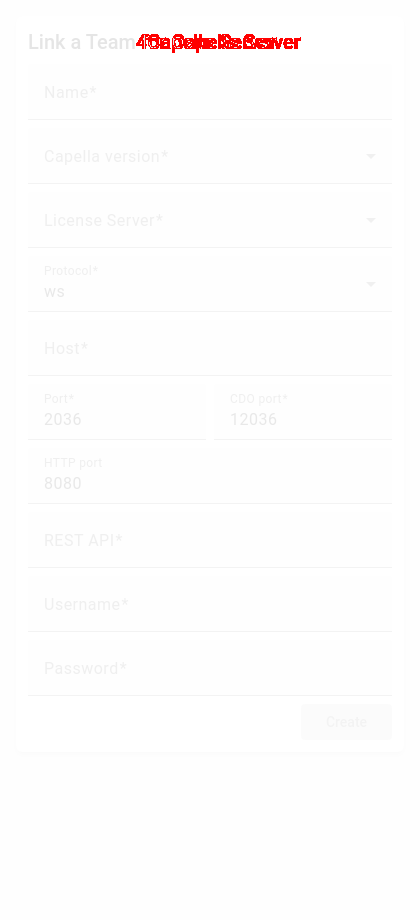 Link a Team
Name*
Capella version*
License Server*
Protocol*
ws
Host*
Port*
CDO port*
2036
12036
HTTP port
8080
REST API*
Username*
Password*
Create